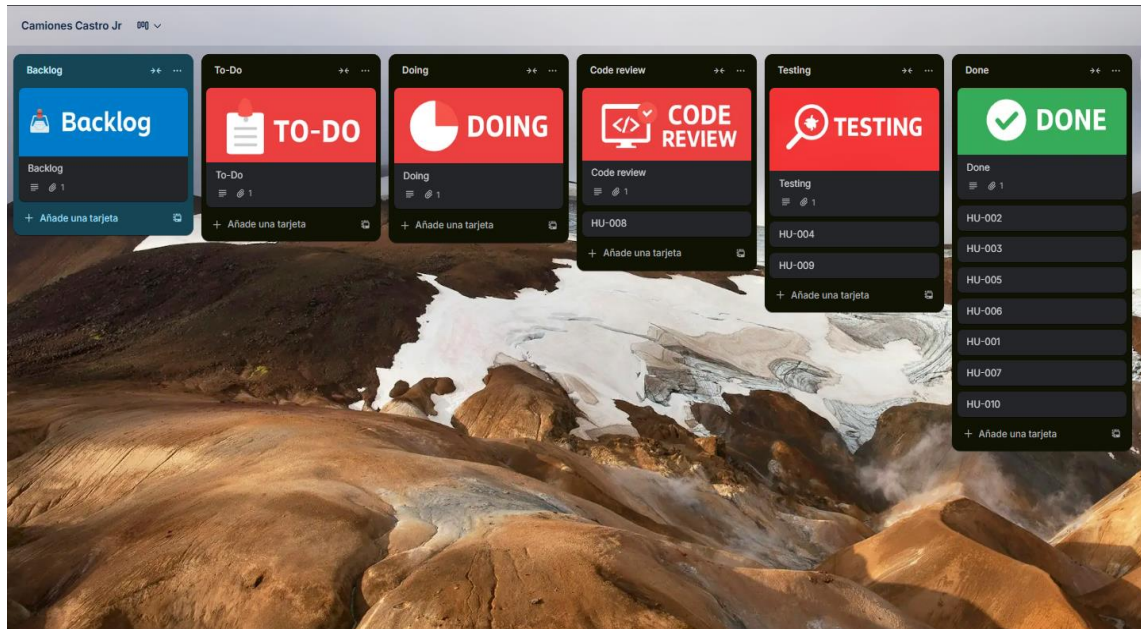 Camiones Castro Jr
Backlog
Backlog
Backlog
1
+ Añade una tarjeta
To-Do
TO-DO
To-Do
1
+ Añade una tarjeta
Doing
DOING
Doing
1
+ Añade una tarjeta
Code review
</>
CODE
REVIEW
Code review
1
HU-008
+ Añade una tarjeta
Testing
TESTING
Testing
1
HU-004
HU-009
+ Añade una tarjeta
Done
DONE
Done
1
HU-002
HU-003
HU-005
HU-006
HU-001
HU-007
HU-010
+ Añade una tarjeta